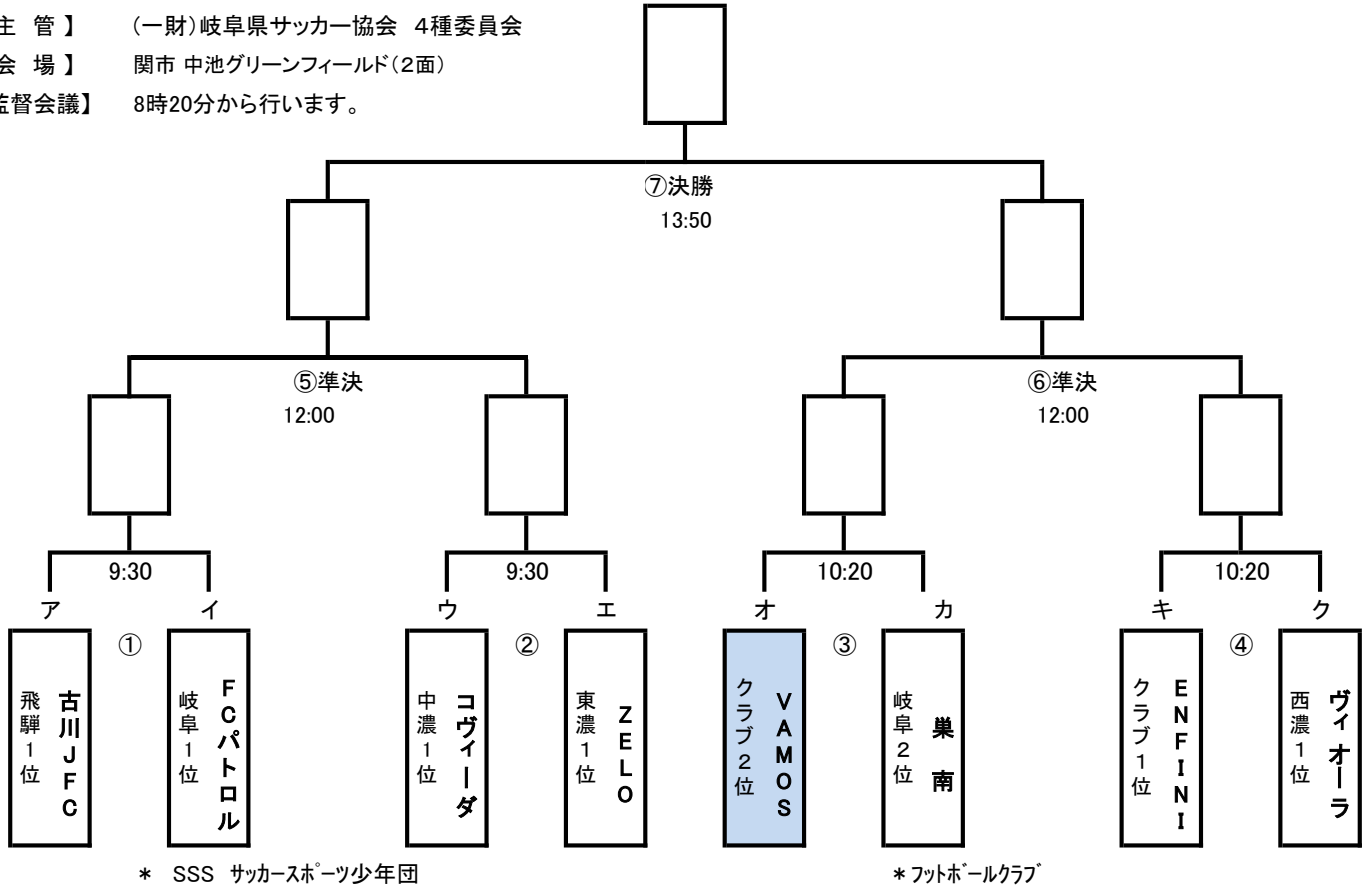 主 管 】 (一財)岐阜県サッカー協会 4種委員会
会 場 】 関市 中池グリーンフィールド(2面)
監督会議】 8時20分から行います。
⑦決勝
13:50
⑤準決
12:00
⑥準決
12:00
9:30
9:30
10:20
10:20
ア
イ
ウ
エ
オ
カ
キ
ク
①
②
③
④
古川JFC
飛騨1位
FCパトロル
岐阜1位
コヴィーダ
中濃1位
ZELO
東濃1位
VAMOS
クラブ2位
巣南
岐阜2位
ENFINI
クラブ1位
ヴィオーラ
西濃1位
* SSS サッカースポーツ少年団
*フットボールクラブ